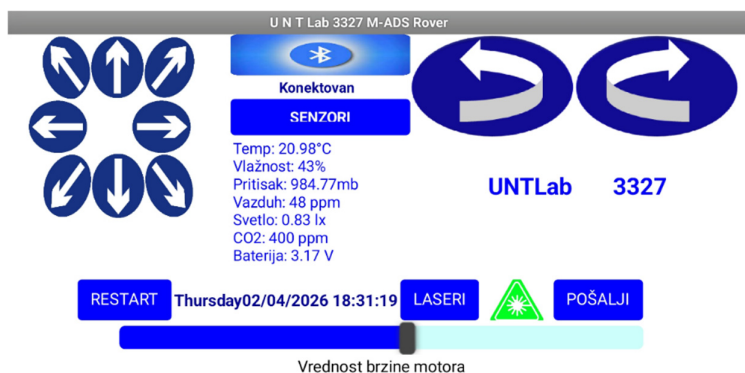 U N T Lab 3327 M-ADS Rover
Konektovan
SENZORI
Temp: 20.98°C
Vlažnost: 43%
Pritisak: 984.77mb
Vazduh: 48 ppm
Svetlo: 0.83 lx
CO2: 400 ppm
Baterija: 3.17 V
UNTLab 3327
RESTART Thursday02/04/2026 18:31:19 LASERI POŠALJI
Vrednost brzine motora